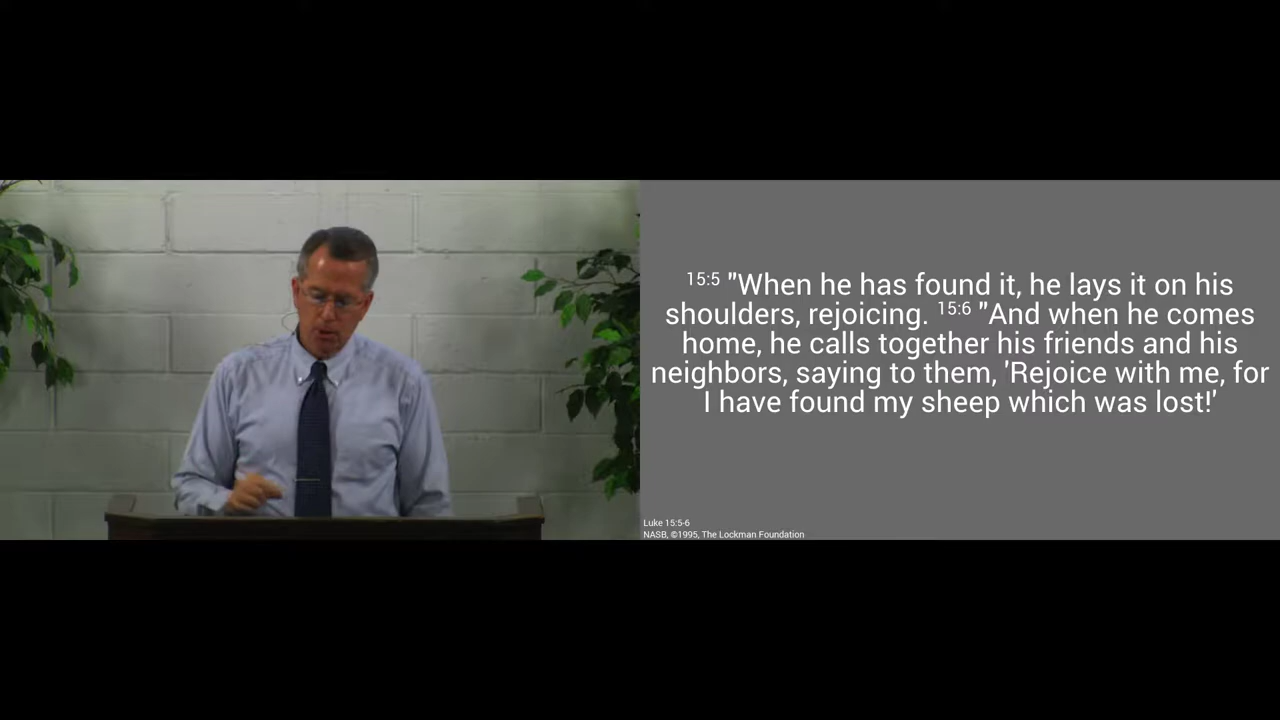 15:5 "When he has found it, he lays it on his
shoulders, rejoicing. 15:6 "And when he comes
home, he calls together his friends and his
neighbors, saying to them, 'Rejoice with me, for
I have found my sheep which was lost!'
Luke 15:5-6
NASB, ©1995, The Lockman Foundation